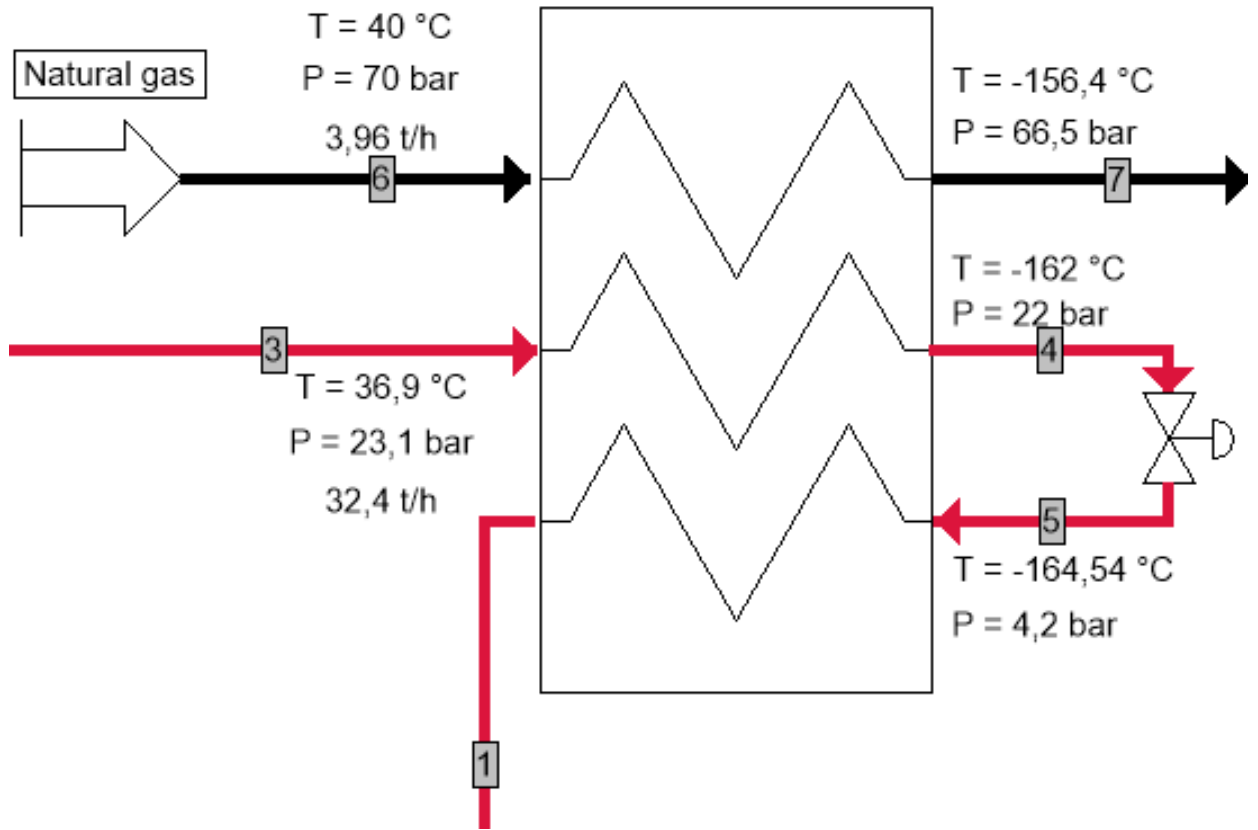 T = 40 °C
P = 70 bar
3,96 t/h
Natural gas
6
T = -156,4 °C
P = 66,5 bar
7
3
T = 36,9 °C
P = 23,1 bar
32,4 t/h
T = -162 °C
P = 22 bar
4
5
T = -164,54 °C
P = 4,2 bar
1